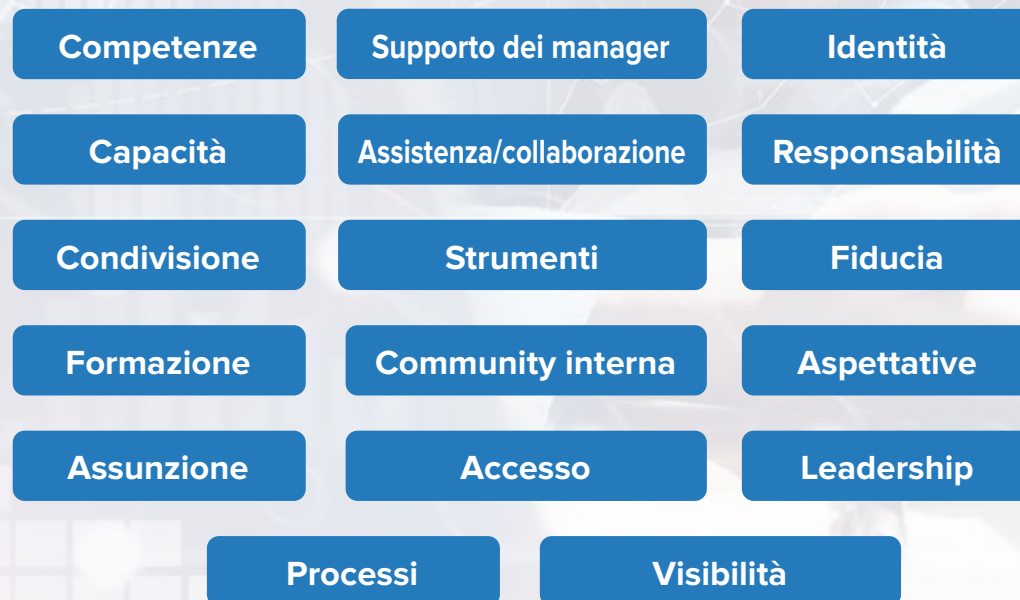 Competenze
Supporto dei manager
Identità
Capacità
Assistenza/collaborazione
Responsabilità
Condivisione
Strumenti
Fiducia
Formazione
Community interna
Aspettative
Assunzione
Accesso
Leadership
Processi
Visibilità